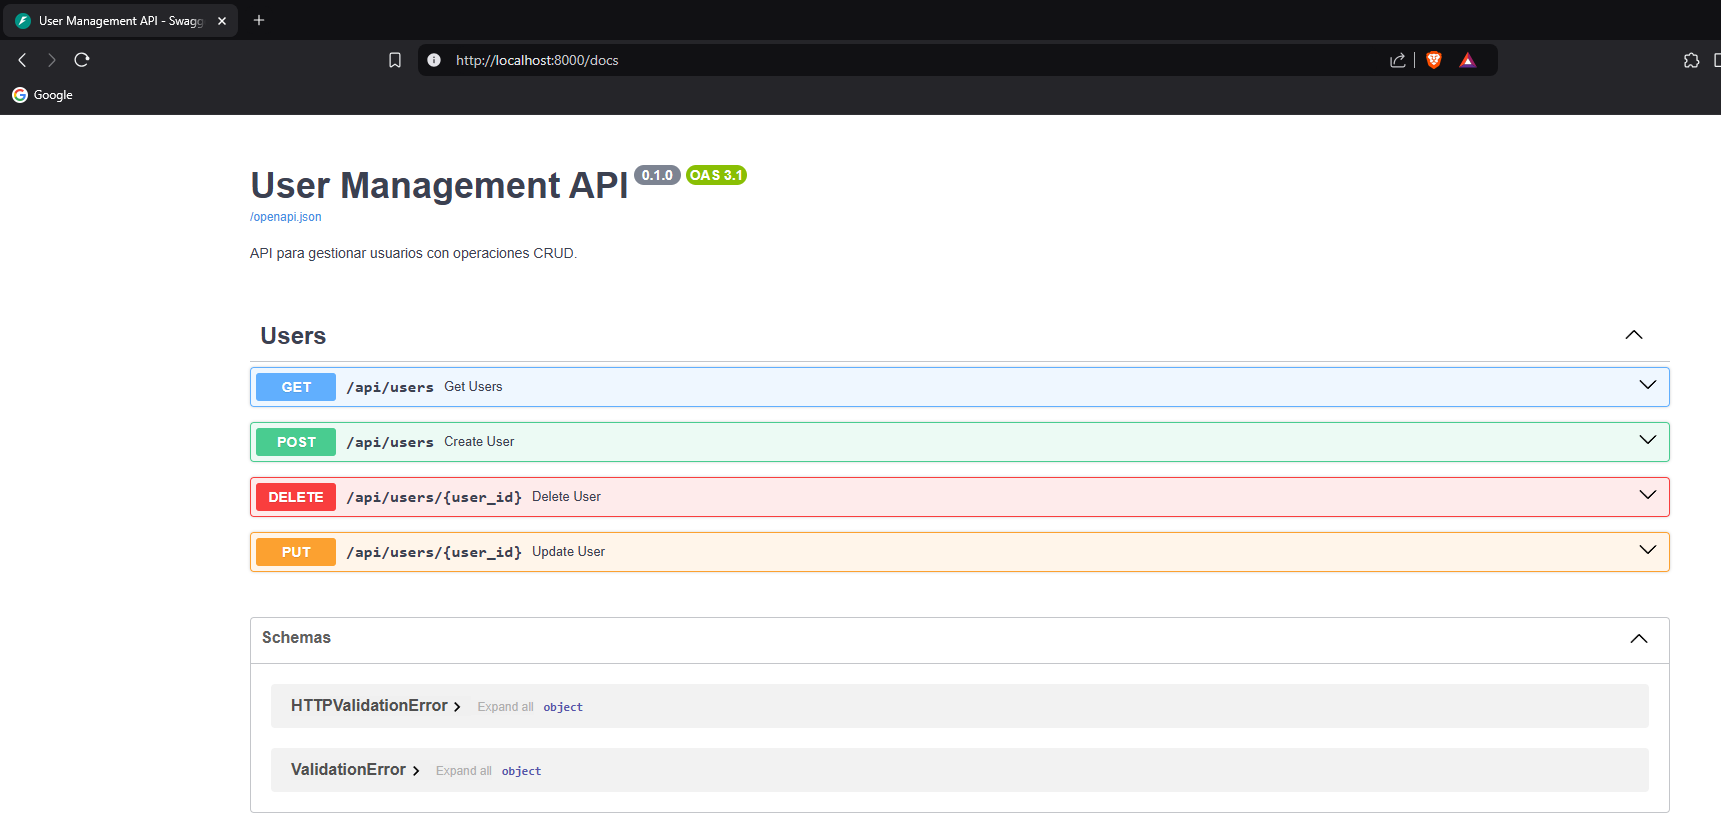 User Management API - Swagg
http://localhost:8000/docs
Google
User Management API 0.1.0 OAS 3.1
/openapi.json
API para gestionar usuarios con operaciones CRUD.
Users
GET /api/users Get Users
POST /api/users Create User
DELETE /api/users/{user_id} Delete User
PUT /api/users/{user_id} Update User
Schemas
HTTPValidationError Expand all object
ValidationError Expand all object